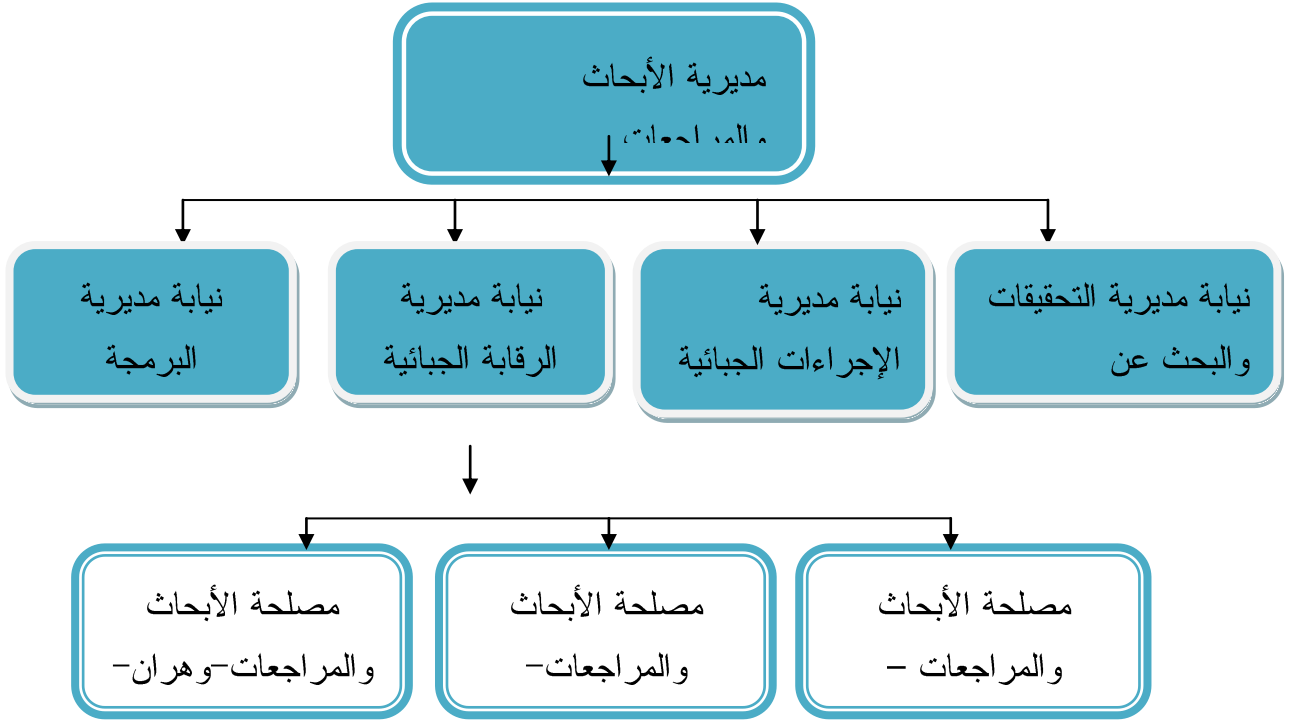 مديرية الأبحاث
والمراجعات
نيابة مديرية التحقيقات
والبحث عن
نيابة مديرية
الإجراءات الجبائية
نيابة مديرية
الرقابة الجبائية
نيابة مديرية
البرمجة
مصلحة الأبحاث
والمراجعات –
مصلحة الأبحاث
والمراجعات-
مصلحة الأبحاث
والمراجعات-وهران-